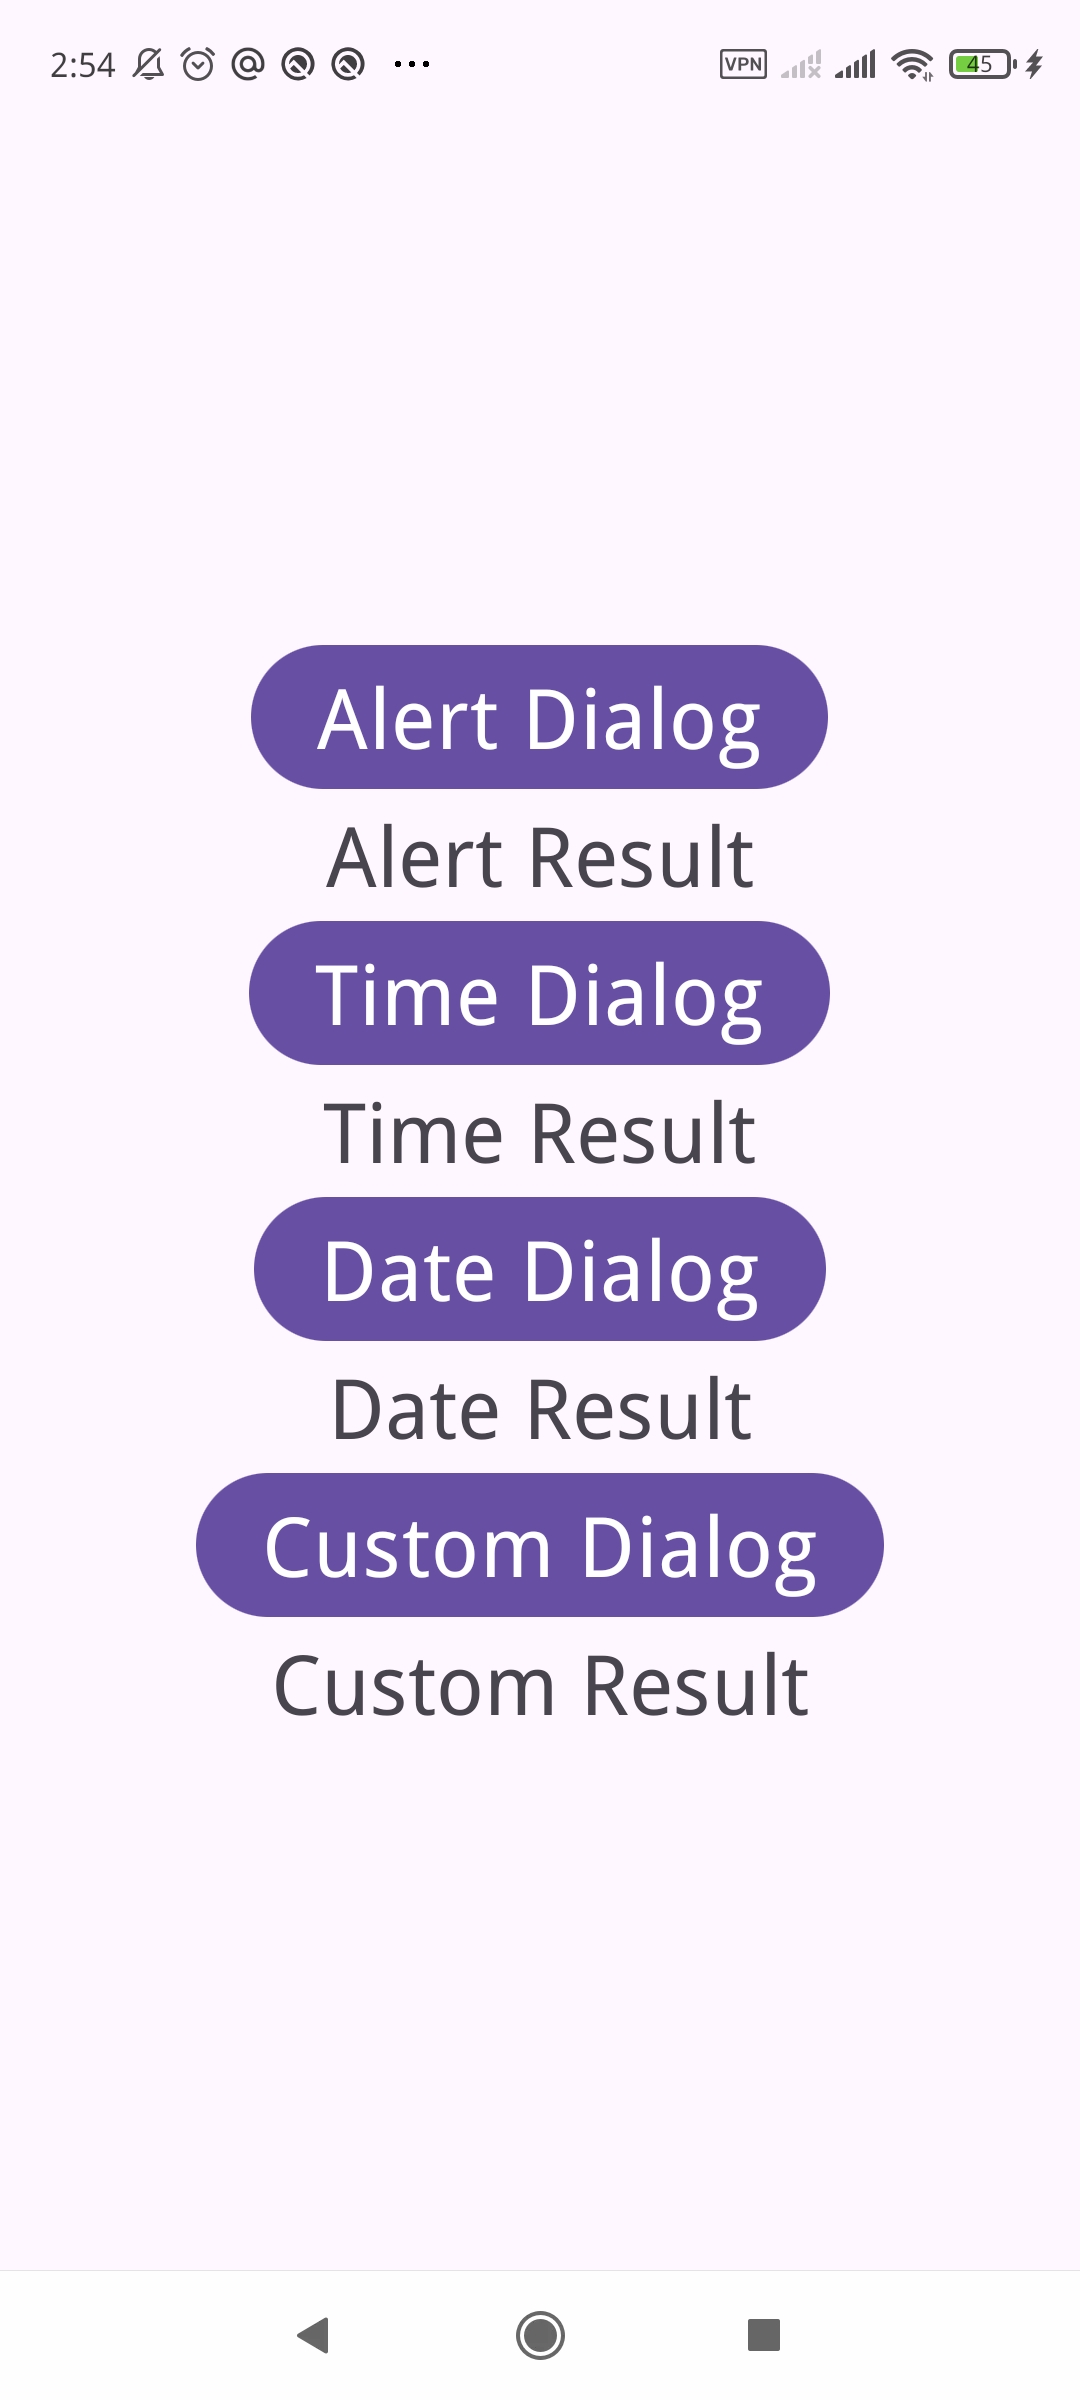 2:54 VPN 45
Alert Dialog
Alert Result
Time Dialog
Time Result
Date Dialog
Date Result
Custom Dialog
Custom Result